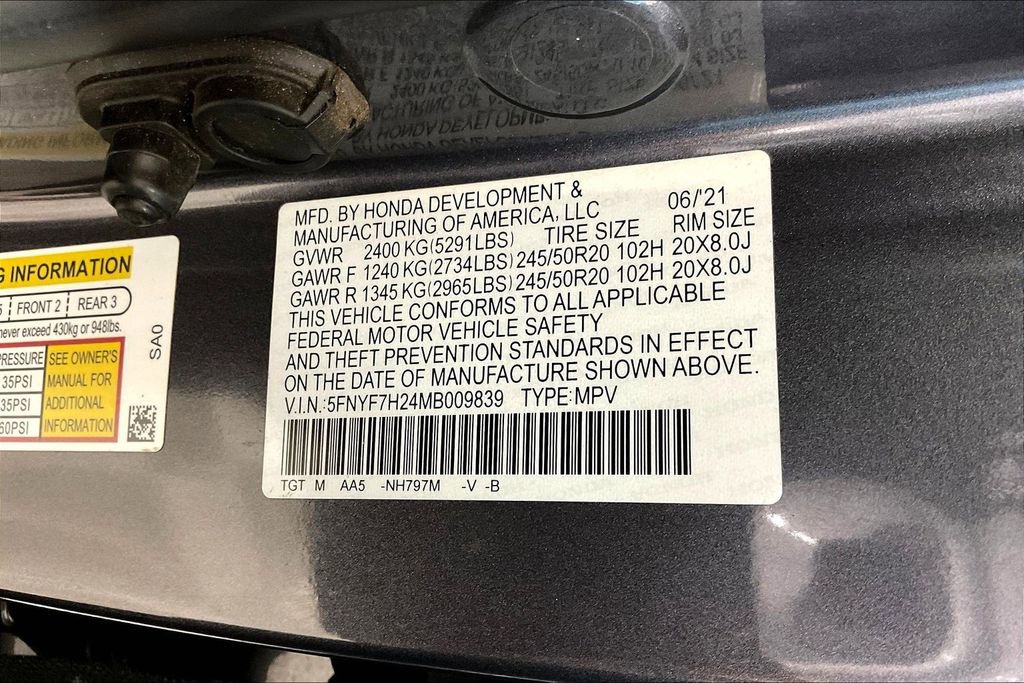 MFD. BY HONDA DEVELOPMENT & 06/'21
MANUFACTURING OF AMERICA, LLC
GVWR 2400 KG(5291LBS) TIRE SIZE RIM SIZE
GAWR F 1240 KG(2734LBS) 245/50R20 102H 20X8.0J
GAWR R 1345 KG(2965LBS) 245/50R20 102H 20X8.0J
THIS VEHICLE CONFORMS TO ALL APPLICABLE
FEDERAL MOTOR VEHICLE SAFETY
AND THEFT PREVENTION STANDARDS IN EFFECT
ON THE DATE OF MANUFACTURE SHOWN ABOVE.
V.I.N.:5FNYF7H24MB009839 TYPE:MPV
TGT M AA5 -NH797M -V -B
INFORMATION
FRONT 2 REAR 3
never exceed 430kg or 948lbs.
PRESSURE SEE OWNER'S
35PSI MANUAL FOR
35PSI ADDITIONAL
60PSI INFORMATION
SA0